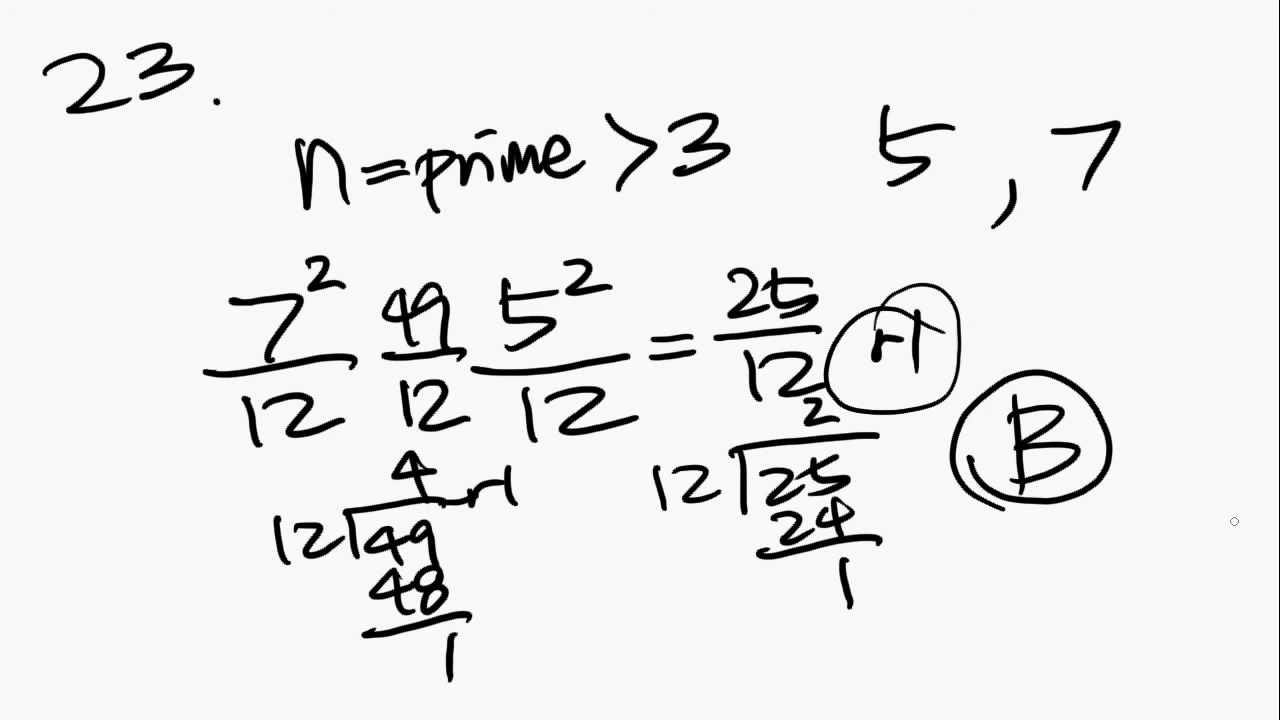 23.
n = prime > 3 5, 7
7² 49 5² = 25 r1
12 12 12 12
4 r1 2 B
12 49 12 25
48 24
1 1